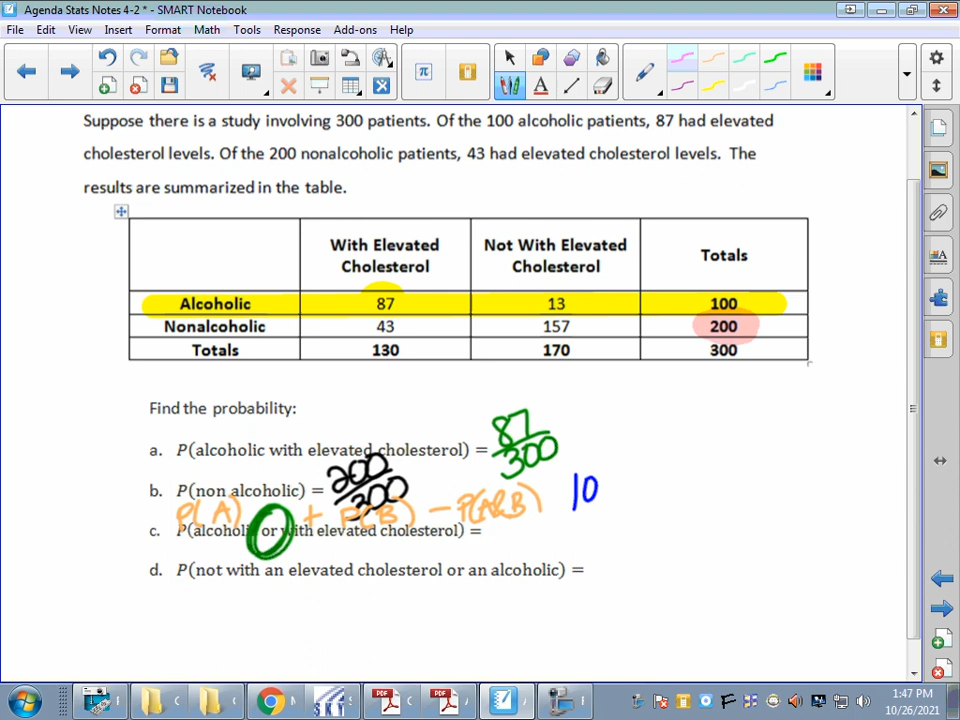 Agenda Stats Notes 4-2 * - SMART Notebook
File Edit View Insert Format Math Tools Response Add-ons Help
Suppose there is a study involving 300 patients. Of the 100 alcoholic patients, 87 had elevated
cholesterol levels. Of the 200 nonalcoholic patients, 43 had elevated cholesterol levels. The
results are summarized in the table.
With Elevated Cholesterol Not With Elevated Cholesterol Totals
Alcoholic 87 13 100
Nonalcoholic 43 157 200
Totals 130 170 300
Find the probability:
a. P(alcoholic with elevated cholesterol) = 87/300
b. P(non alcoholic) = 200/300
P(A) + P(B) - P(A&B) 10
c. P(alcoholic or with elevated cholesterol) =
d. P(not with an elevated cholesterol or an alcoholic) =
1:47 PM
10/26/2021